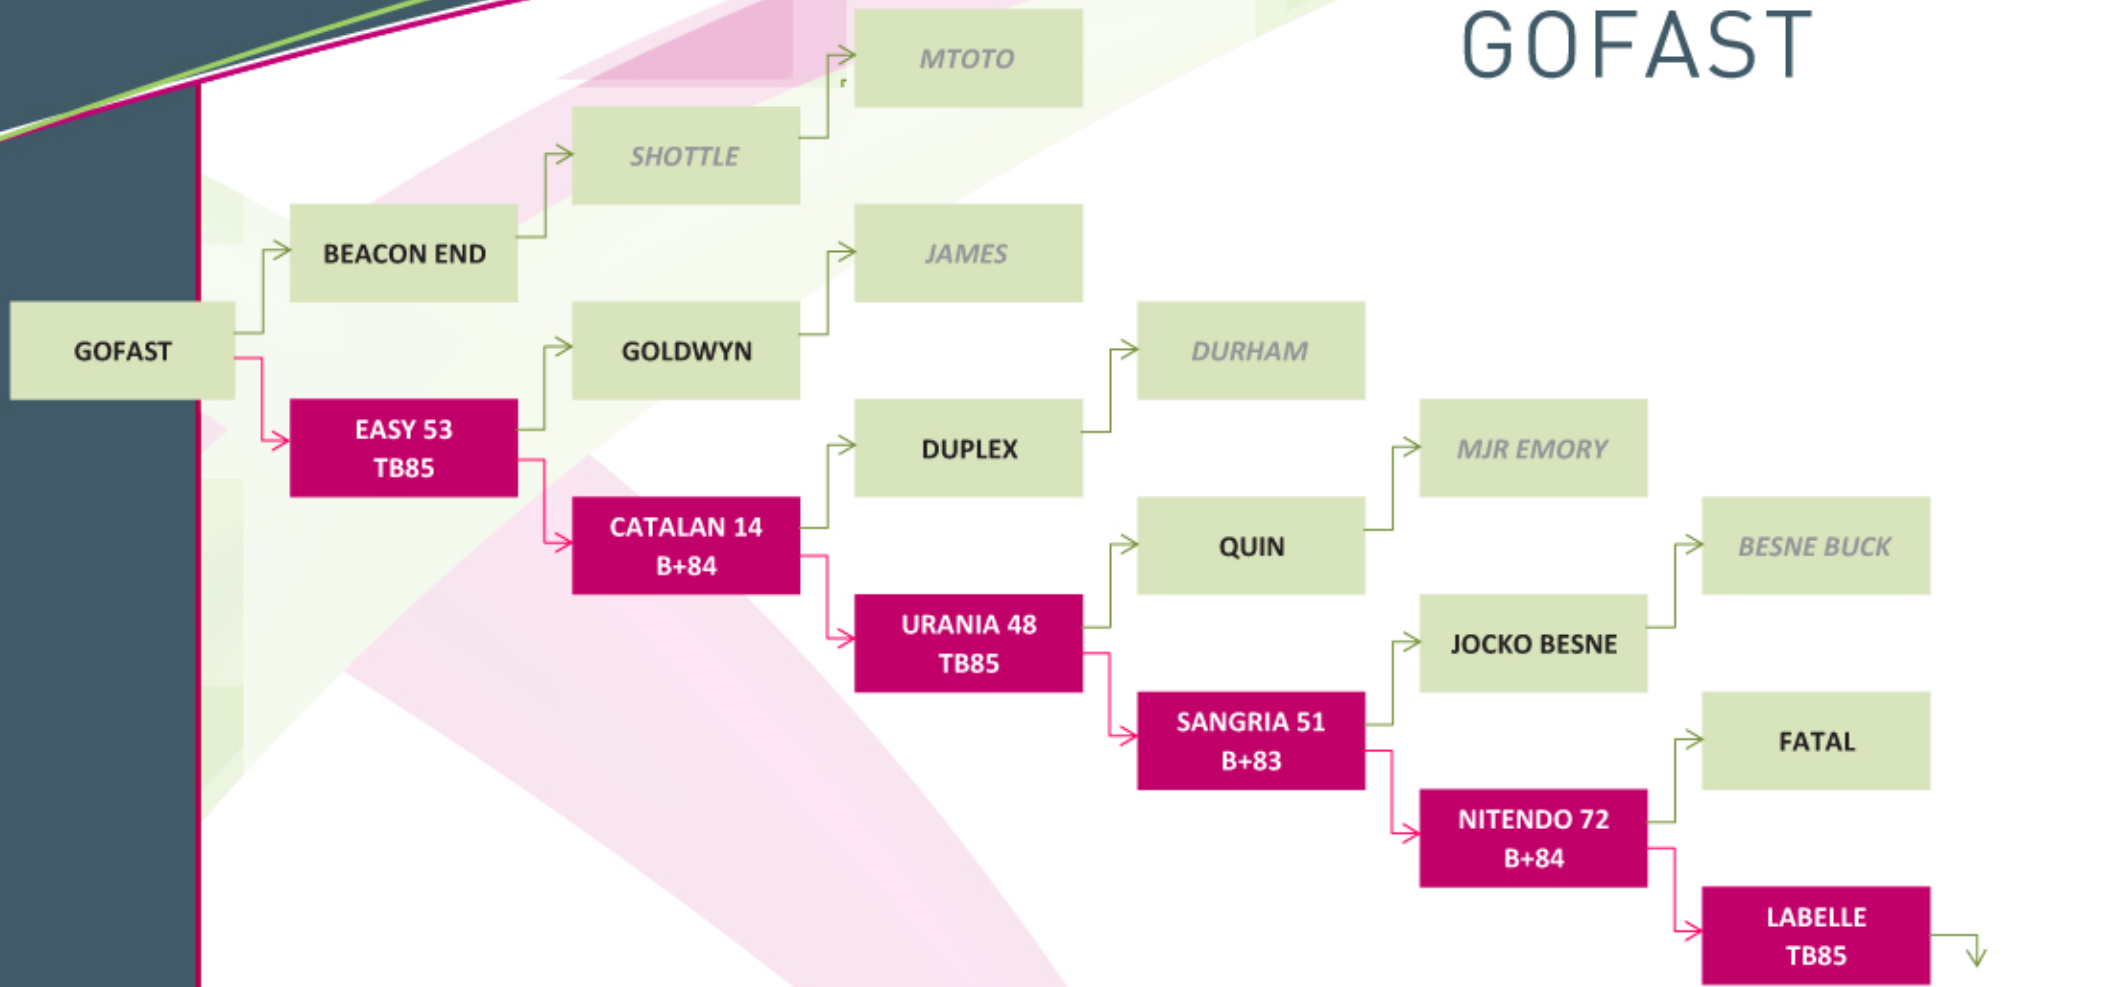 GOFAST
MTOTO
SHOTTLE
BEACON END
JAMES
GOFAST
GOLDWYN
DURHAM
EASY 53
TB85
DUPLEX
MJR EMORY
CATALAN 14
B+84
QUIN
BESNE BUCK
URANIA 48
TB85
JOCKO BESNE
SANGRIA 51
B+83
FATAL
NITENDO 72
B+84
LABELLE
TB85